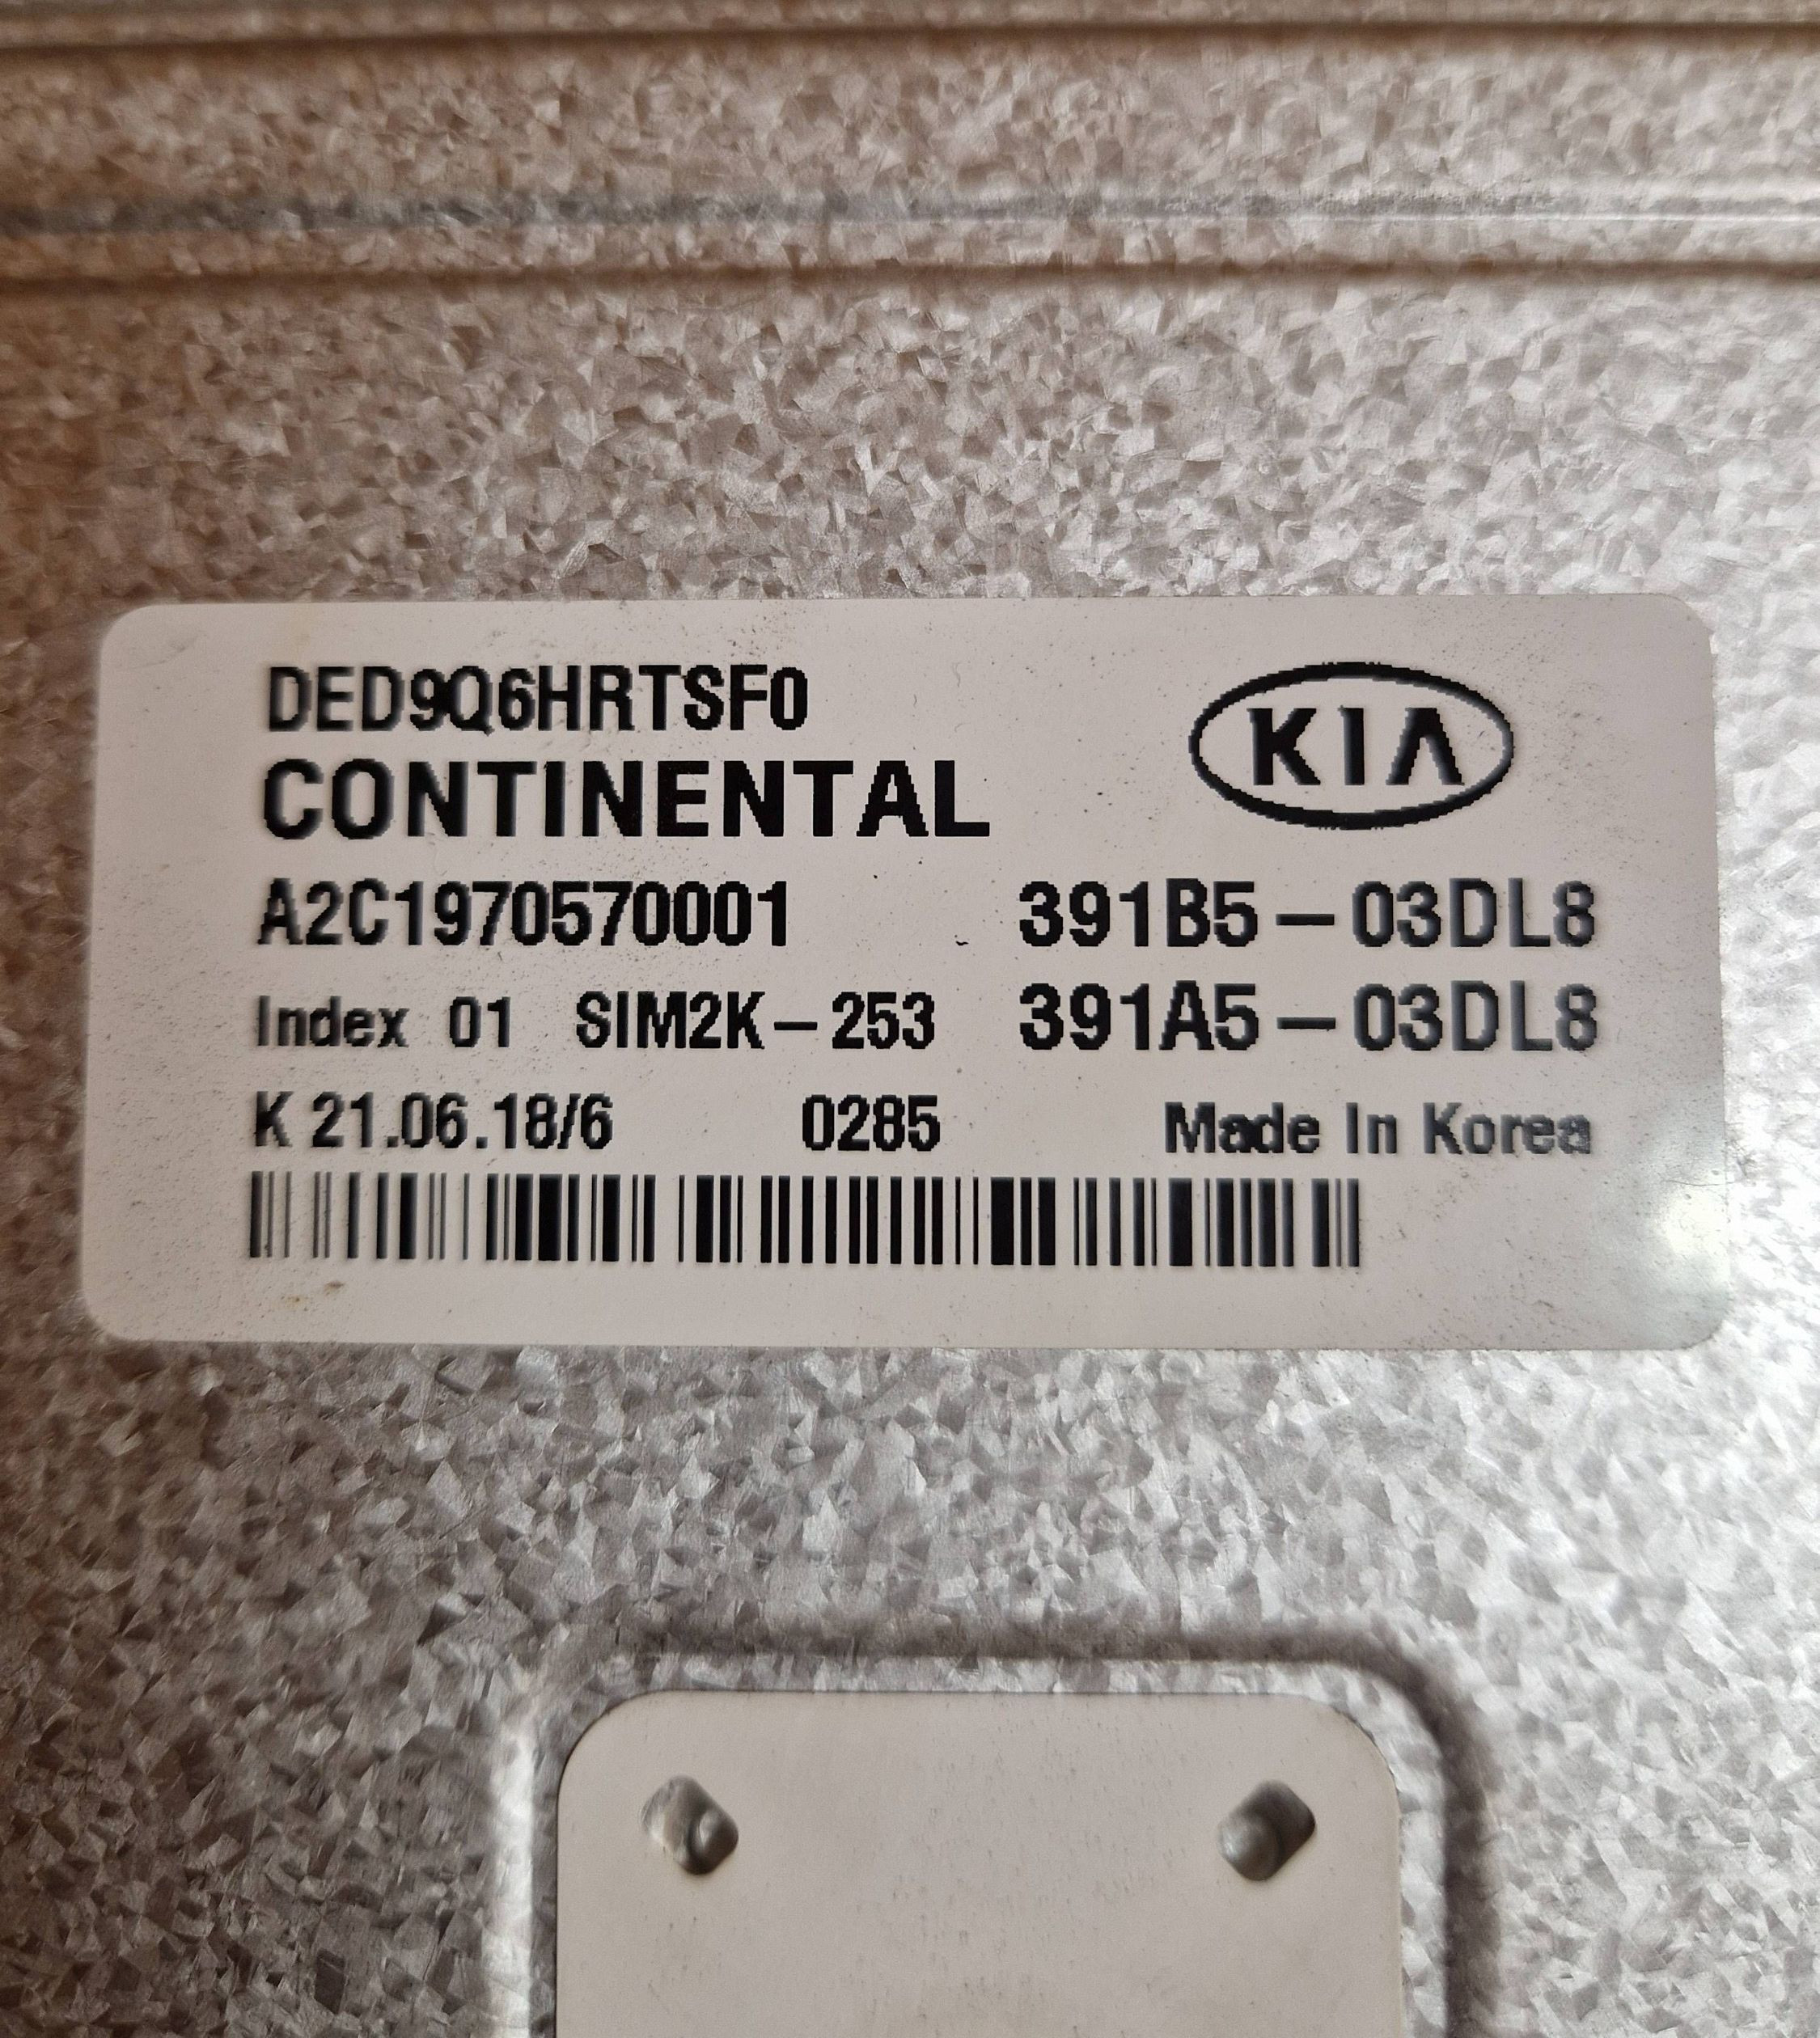 DED9Q6HRTSF0
KIA
CONTINENTAL
A2C1970570001 391B5-03DL8
Index 01 SIM2K-253 391A5-03DL8
K 21.06.18/6 0285 Made In Korea